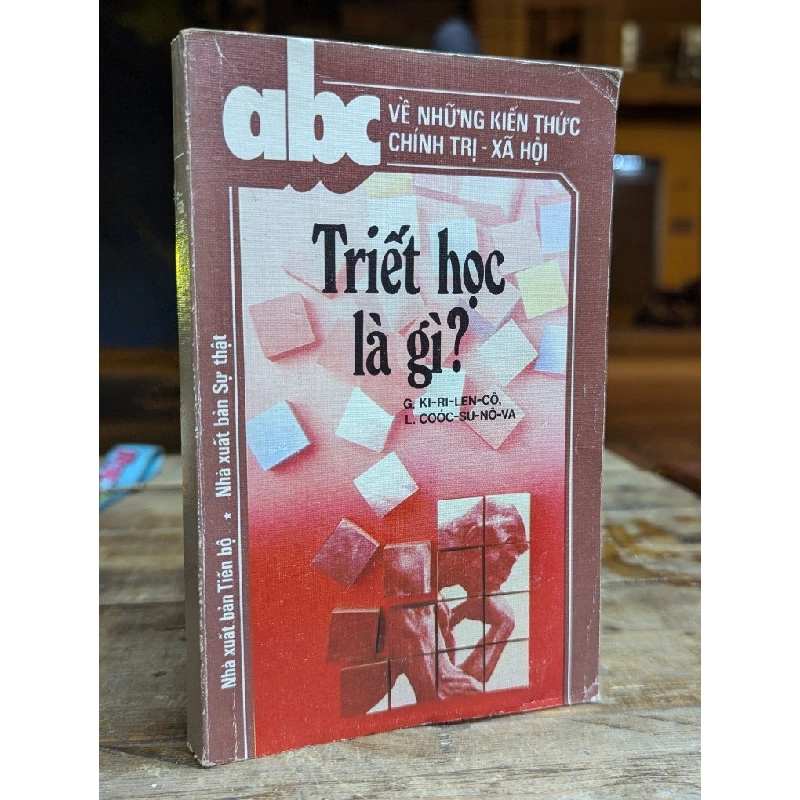 abc
VỀ NHỮNG KIẾN THỨC
CHÍNH TRỊ - XÃ HỘI
Triết học
là gì?
G. KI-RI-LEN-CÔ,
L. COÓC-SU-NÔ-VA
Nhà xuất bản Tiến bộ * Nhà xuất bản Sự thật